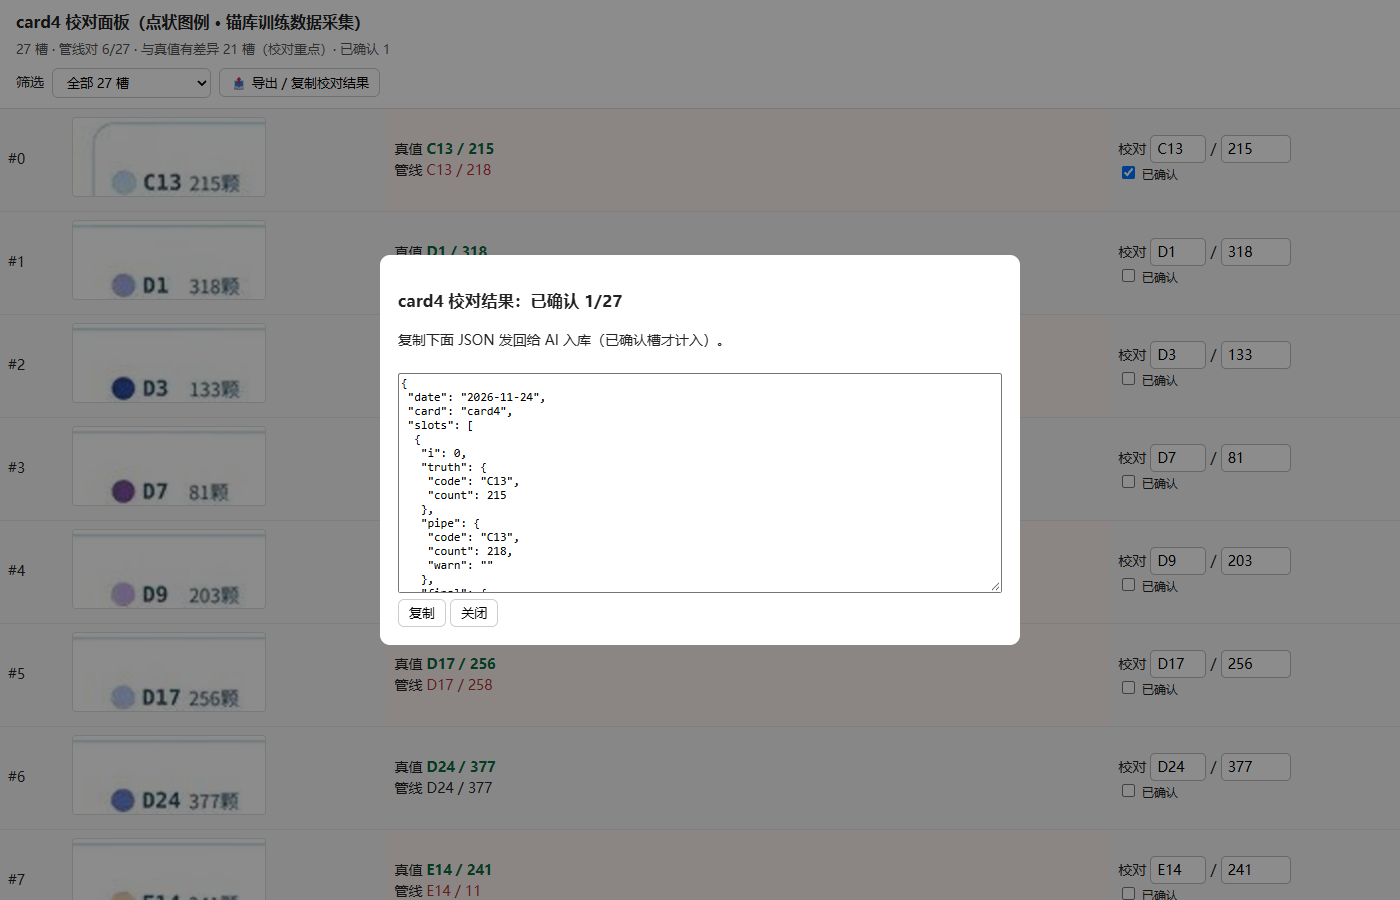 card4 校对面板（点状图例 • 锚库训练数据采集）
27 槽 · 管线对 6/27 · 与真值有差异 21 槽（校对重点）· 已确认 1
筛选 全部 27 槽 导出 / 复制校对结果
#0
C13 215颗
真值 C13 / 215
管线 C13 / 218
校对 C13 / 215
已确认
#1
D1 318颗
真值 D1 / 318
校对 D1 / 318
已确认
#2
D3 133颗
校对 D3 / 133
已确认
#3
D7 81颗
校对 D7 / 81
已确认
#4
D9 203颗
校对 D9 / 203
已确认
#5
D17 256颗
真值 D17 / 256
管线 D17 / 258
校对 D17 / 256
已确认
#6
D24 377颗
真值 D24 / 377
管线 D24 / 377
校对 D24 / 377
已确认
#7
E14 241颗
真值 E14 / 241
管线 E14 / 11
校对 E14 / 241
已确认
card4 校对结果：已确认 1/27
复制下面 JSON 发回给 AI 入库（已确认槽才计入）。
{
"date": "2026-11-24",
"card": "card4",
"slots": [
{
"i": 0,
"truth": {
"code": "C13",
"count": 215
},
"pipe": {
"code": "C13",
"count": 218,
"warn": ""
},
"final": {
复制 关闭